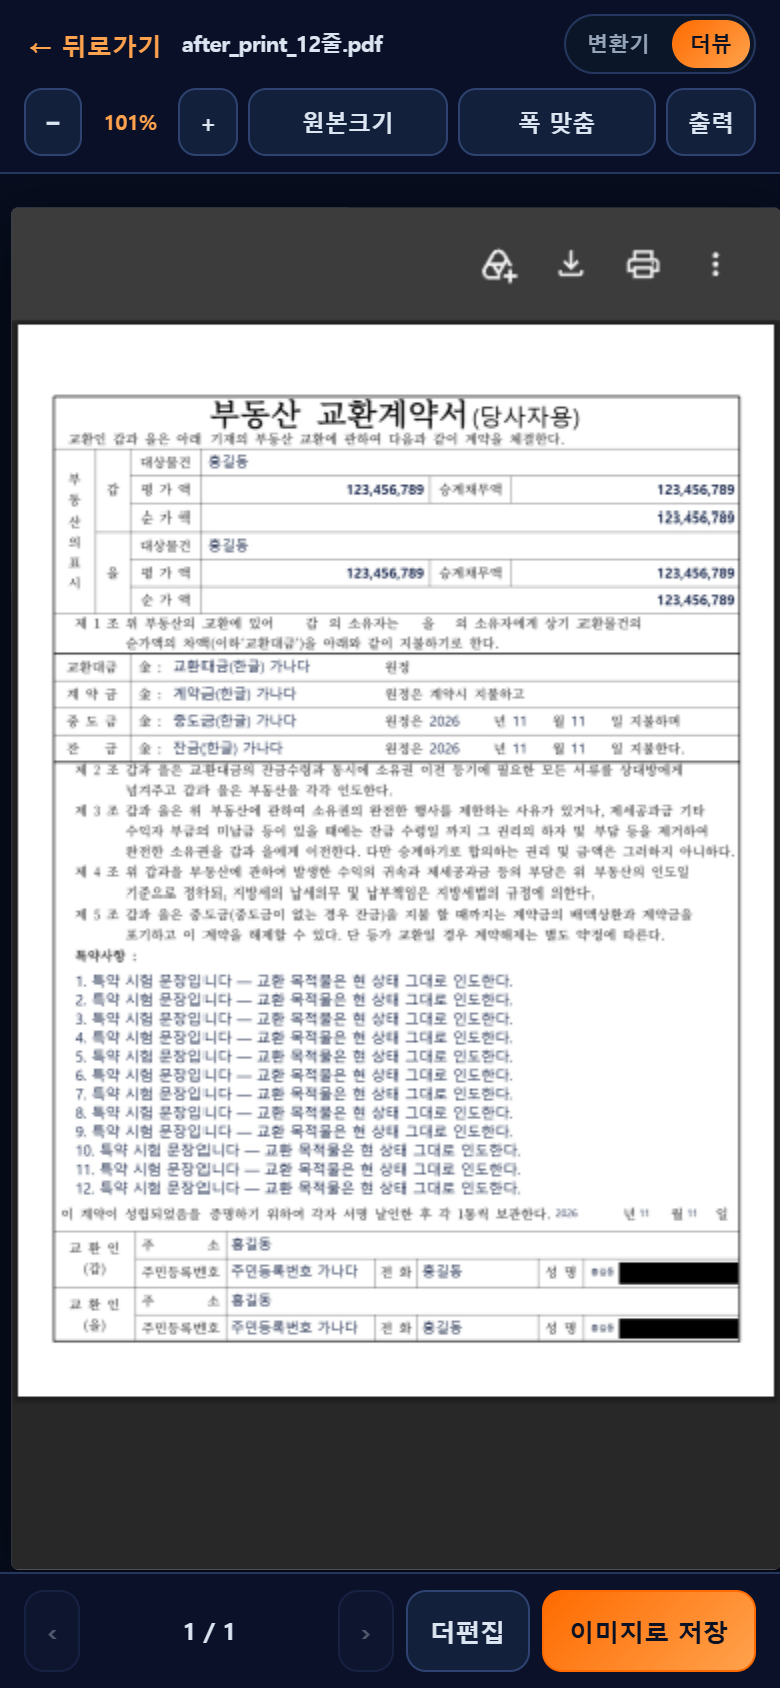 ← 뒤로가기 after_print_12줄.pdf 변환기 더뷰
− 101% + 원본크기 폭 맞춤 출력
부동산 교환계약서(당사자용)
교환인 갑과 을은 아래 기재의 부동산 교환에 관하여 다음과 같이 계약을 체결한다.
부동산의표시
갑
대상물건 홍길동
평 가 액 123,456,789 승계채무액 123,456,789
순 가 액 123,456,789
을
대상물건 홍길동
평 가 액 123,456,789 승계채무액 123,456,789
순 가 액 123,456,789
제 1 조 위 부동산의 교환에 있어 갑 의 소유자는 을 의 소유자에게 상기 교환물건의
순가액의 차액(이하'교환대금')을 아래와 같이 지불하기로 한다.
교환대금 金 : 교환대금(한글) 가나다 원정
계 약 금 金 : 계약금(한글) 가나다 원정은 계약시 지불하고
중 도 금 金 : 중도금(한글) 가나다 원정은 2026 년 11 월 11 일 지불하며
잔 금 金 : 잔금(한글) 가나다 원정은 2026 년 11 월 11 일 지불한다.
제 2 조 갑과 을은 교환대금의 잔금수령과 동시에 소유권 이전 등기에 필요한 모든 서류를 상대방에게
넘겨주고 갑과 을은 부동산을 각각 인도한다.
제 3 조 갑과 을은 위 부동산에 관하여 소유권의 완전한 행사를 제한하는 사유가 있거나, 제세공과금 기타
수익자 부금의 미납금 등이 있을 때에는 잔금 수령일 까지 그 권리의 하자 및 부담 등을 제거하여
완전한 소유권을 갑과 을에게 이전한다. 다만 승계하기로 합의하는 권리 및 금액은 그러하지 아니하다.
제 4 조 위 갑과을 부동산에 관하여 발생한 수익의 귀속과 제세공과금 등의 부담은 위 부동산의 인도일
기준으로 정하되, 지방세의 납세의무 및 납부책임은 지방세법의 규정에 의한다.
제 5 조 갑과 을은 중도금(중도금이 없는 경우 잔금)을 지불 할 때까지는 계약금의 배액상환과 계약금을
포기하고 이 계약을 해제할 수 있다. 단 등가 교환일 경우 계약해제는 별도 약정에 따른다.
특약사항 :
1. 특약 시험 문장입니다 — 교환 목적물은 현 상태 그대로 인도한다.
2. 특약 시험 문장입니다 — 교환 목적물은 현 상태 그대로 인도한다.
3. 특약 시험 문장입니다 — 교환 목적물은 현 상태 그대로 인도한다.
4. 특약 시험 문장입니다 — 교환 목적물은 현 상태 그대로 인도한다.
5. 특약 시험 문장입니다 — 교환 목적물은 현 상태 그대로 인도한다.
6. 특약 시험 문장입니다 — 교환 목적물은 현 상태 그대로 인도한다.
7. 특약 시험 문장입니다 — 교환 목적물은 현 상태 그대로 인도한다.
8. 특약 시험 문장입니다 — 교환 목적물은 현 상태 그대로 인도한다.
9. 특약 시험 문장입니다 — 교환 목적물은 현 상태 그대로 인도한다.
10. 특약 시험 문장입니다 — 교환 목적물은 현 상태 그대로 인도한다.
11. 특약 시험 문장입니다 — 교환 목적물은 현 상태 그대로 인도한다.
12. 특약 시험 문장입니다 — 교환 목적물은 현 상태 그대로 인도한다.
이 계약이 성립되었음을 증명하기 위하여 각자 서명 날인한 후 각 1통씩 보관한다. 2026 년 11 월 11 일
교 환 인 (갑)
주 소 홍길동
주민등록번호 주민등록번호 가나다 전 화 홍길동 성 명 홍길동
교 환 인 (을)
주 소 홍길동
주민등록번호 주민등록번호 가나다 전 화 홍길동 성 명 홍길동
‹ 1 / 1 › 더편집 이미지로 저장